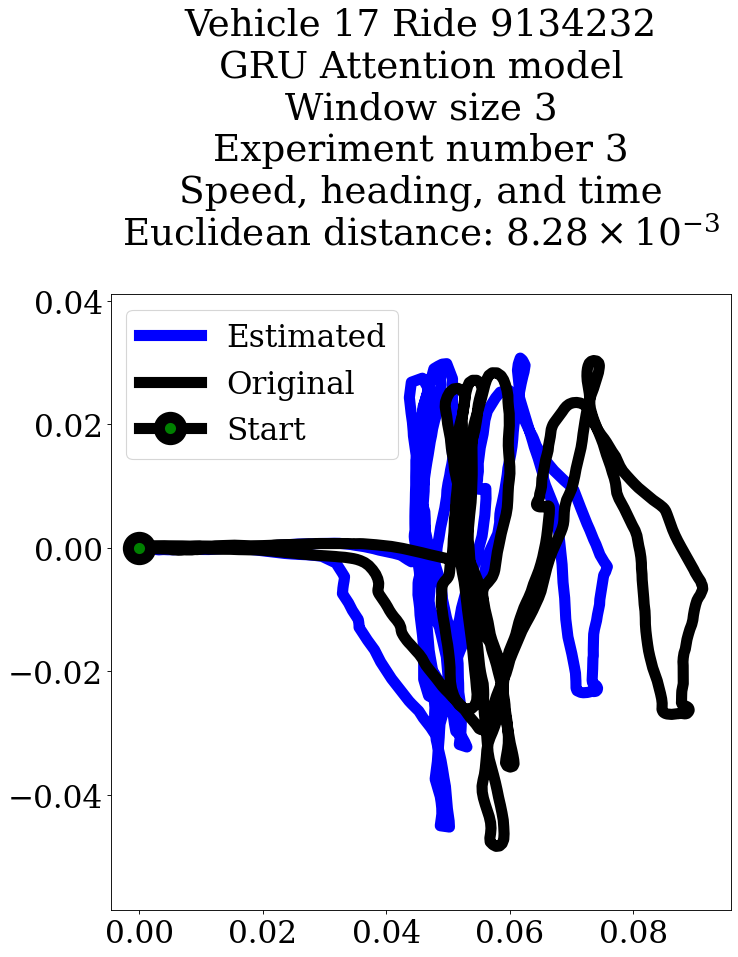 Vehicle 17 Ride 9134232
GRU Attention model
Window size 3
Experiment number 3
Speed, heading, and time
Euclidean distance: 8.28 × 10⁻³
0.04
0.02
0.00
−0.02
−0.04
Estimated
Original
Start
0.00 0.02 0.04 0.06 0.08